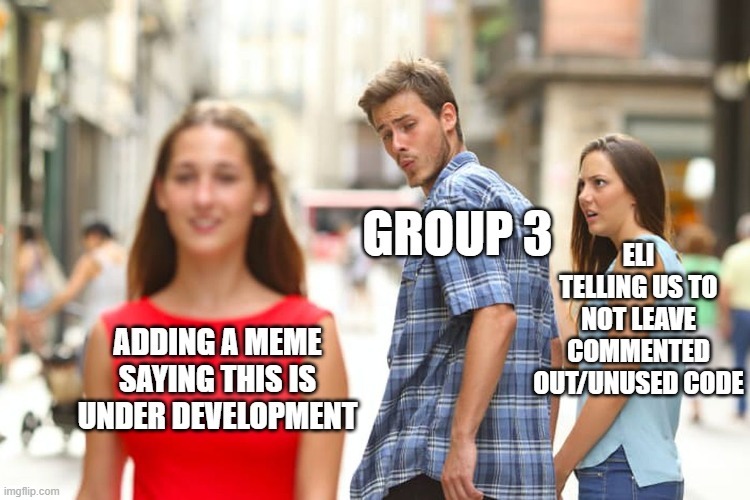 GROUP 3
ELI
TELLING US TO
NOT LEAVE
COMMENTED
OUT/UNUSED CODE
ADDING A MEME
SAYING THIS IS
UNDER DEVELOPMENT
imgflip.com